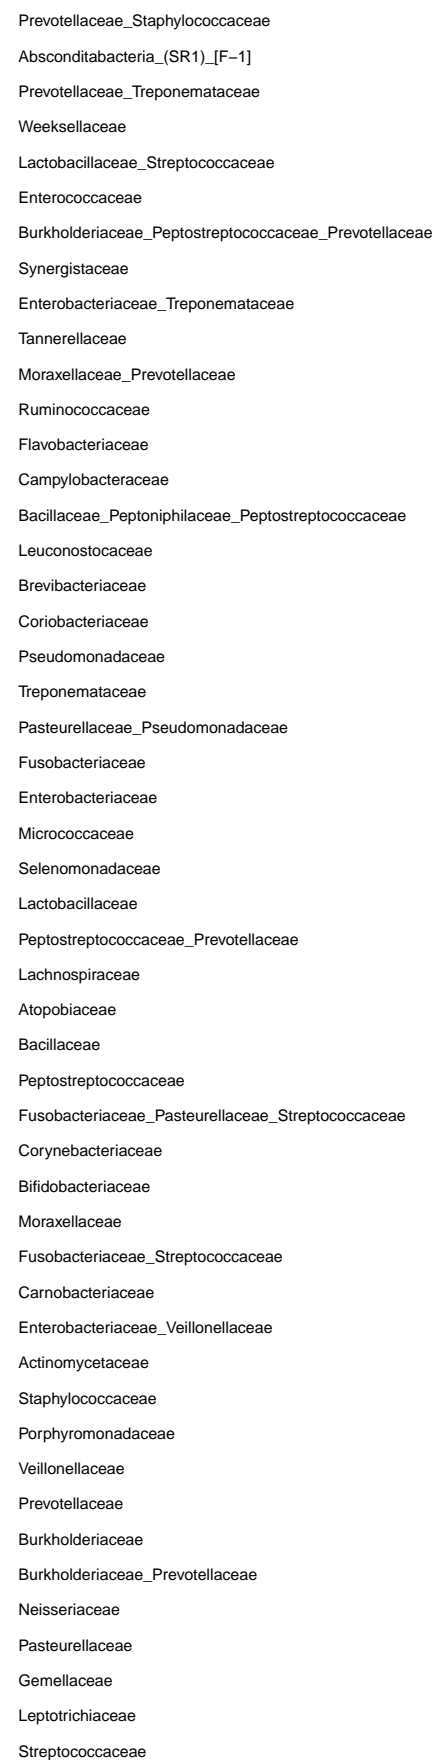 Prevotellaceae_Staphylococcaceae
Absconditabacteria_(SR1)_[F−1]
Prevotellaceae_Treponemataceae
Weeksellaceae
Lactobacillaceae_Streptococcaceae
Enterococcaceae
Burkholderiaceae_Peptostreptococcaceae_Prevotellaceae
Synergistaceae
Enterobacteriaceae_Treponemataceae
Tannerellaceae
Moraxellaceae_Prevotellaceae
Ruminococcaceae
Flavobacteriaceae
Campylobacteraceae
Bacillaceae_Peptoniphilaceae_Peptostreptococcaceae
Leuconostocaceae
Brevibacteriaceae
Coriobacteriaceae
Pseudomonadaceae
Treponemataceae
Pasteurellaceae_Pseudomonadaceae
Fusobacteriaceae
Enterobacteriaceae
Micrococcaceae
Selenomonadaceae
Lactobacillaceae
Peptostreptococcaceae_Prevotellaceae
Lachnospiraceae
Atopobiaceae
Bacillaceae
Peptostreptococcaceae
Fusobacteriaceae_Pasteurellaceae_Streptococcaceae
Corynebacteriaceae
Bifidobacteriaceae
Moraxellaceae
Fusobacteriaceae_Streptococcaceae
Carnobacteriaceae
Enterobacteriaceae_Veillonellaceae
Actinomycetaceae
Staphylococcaceae
Porphyromonadaceae
Veillonellaceae
Prevotellaceae
Burkholderiaceae
Burkholderiaceae_Prevotellaceae
Neisseriaceae
Pasteurellaceae
Gemellaceae
Leptotrichiaceae
Streptococcaceae